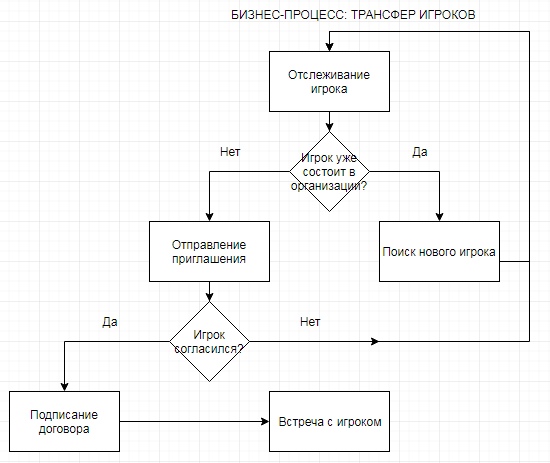 БИЗНЕС-ПРОЦЕСС: ТРАНСФЕР ИГРОКОВ
Отслеживание
игрока
Нет
Игрок уже
состоит в
организации?
Да
Отправление
приглашения
Поиск нового игрока
Да
Игрок
согласился?
Нет
Подписание
договора
Встреча с игроком